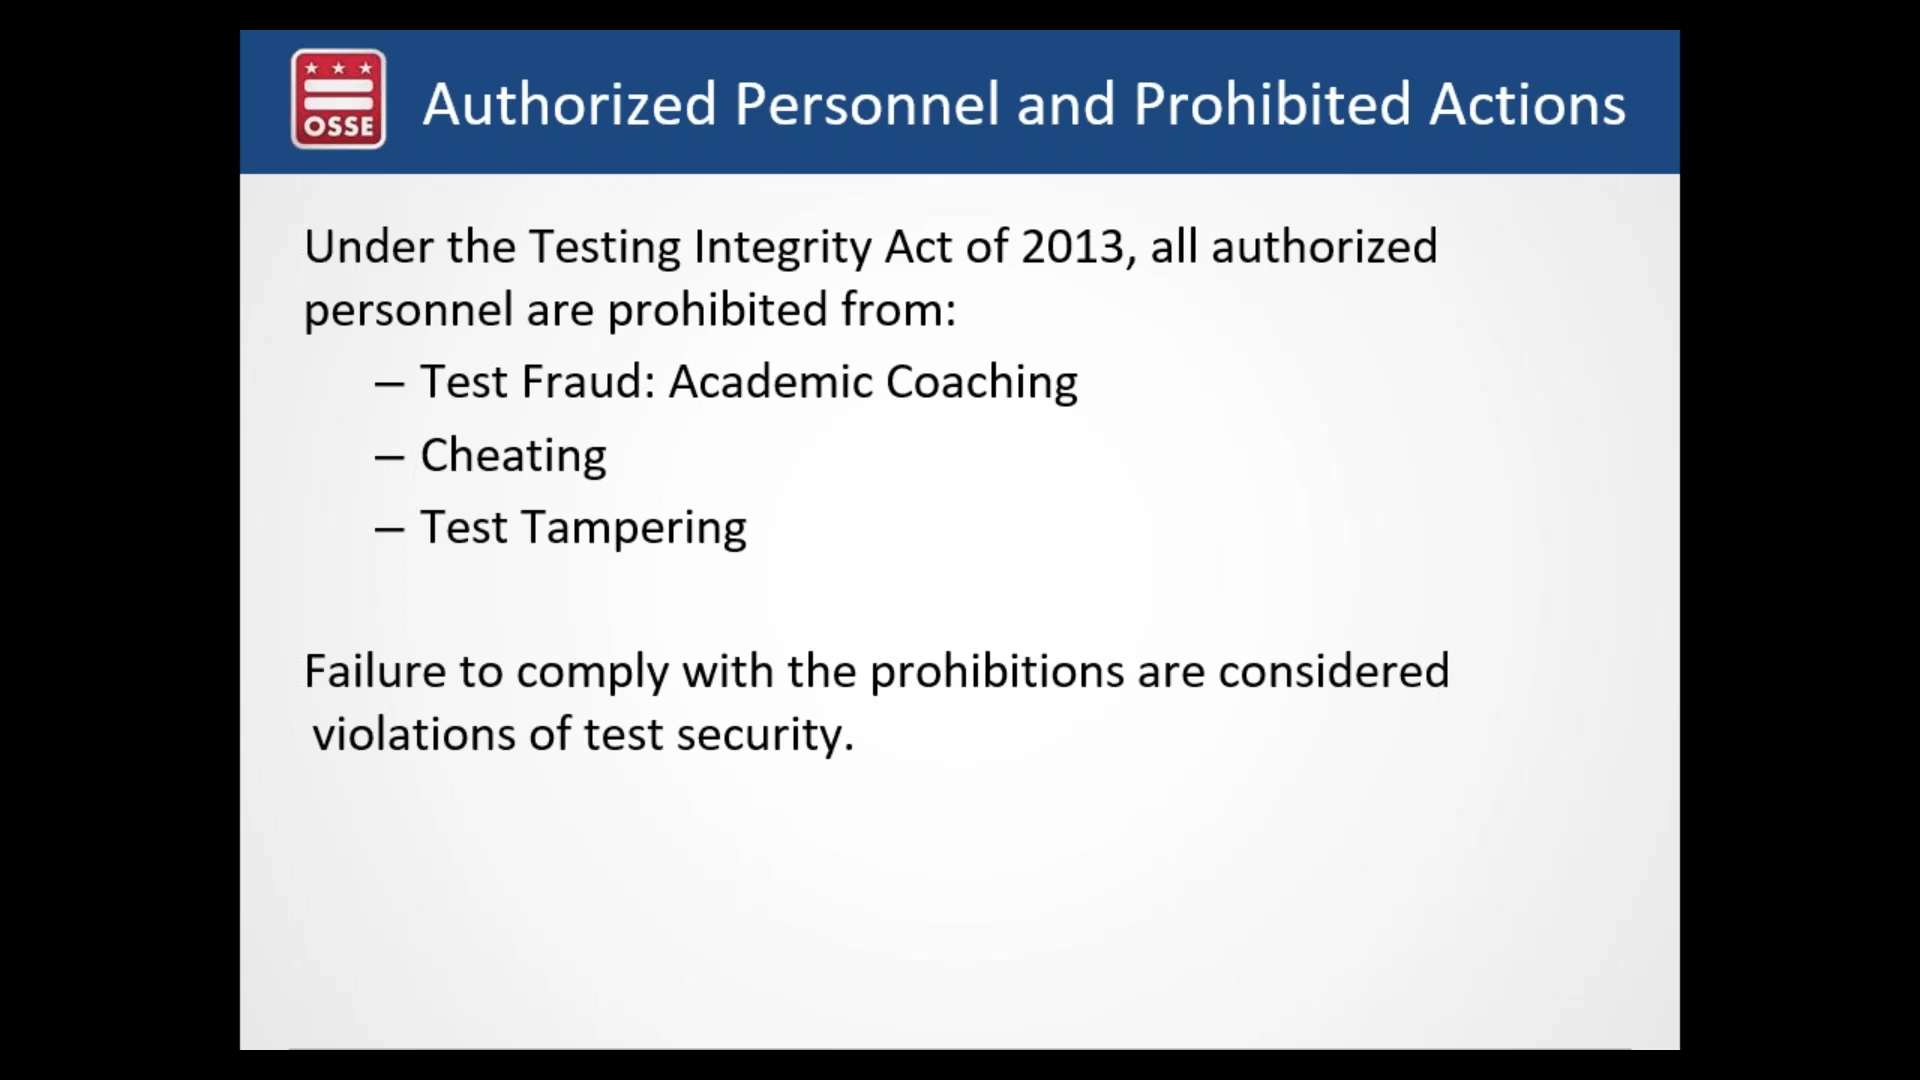 OSSE
Authorized Personnel and Prohibited Actions
Under the Testing Integrity Act of 2013, all authorized
personnel are prohibited from:
– Test Fraud: Academic Coaching
– Cheating
– Test Tampering
Failure to comply with the prohibitions are considered
violations of test security.